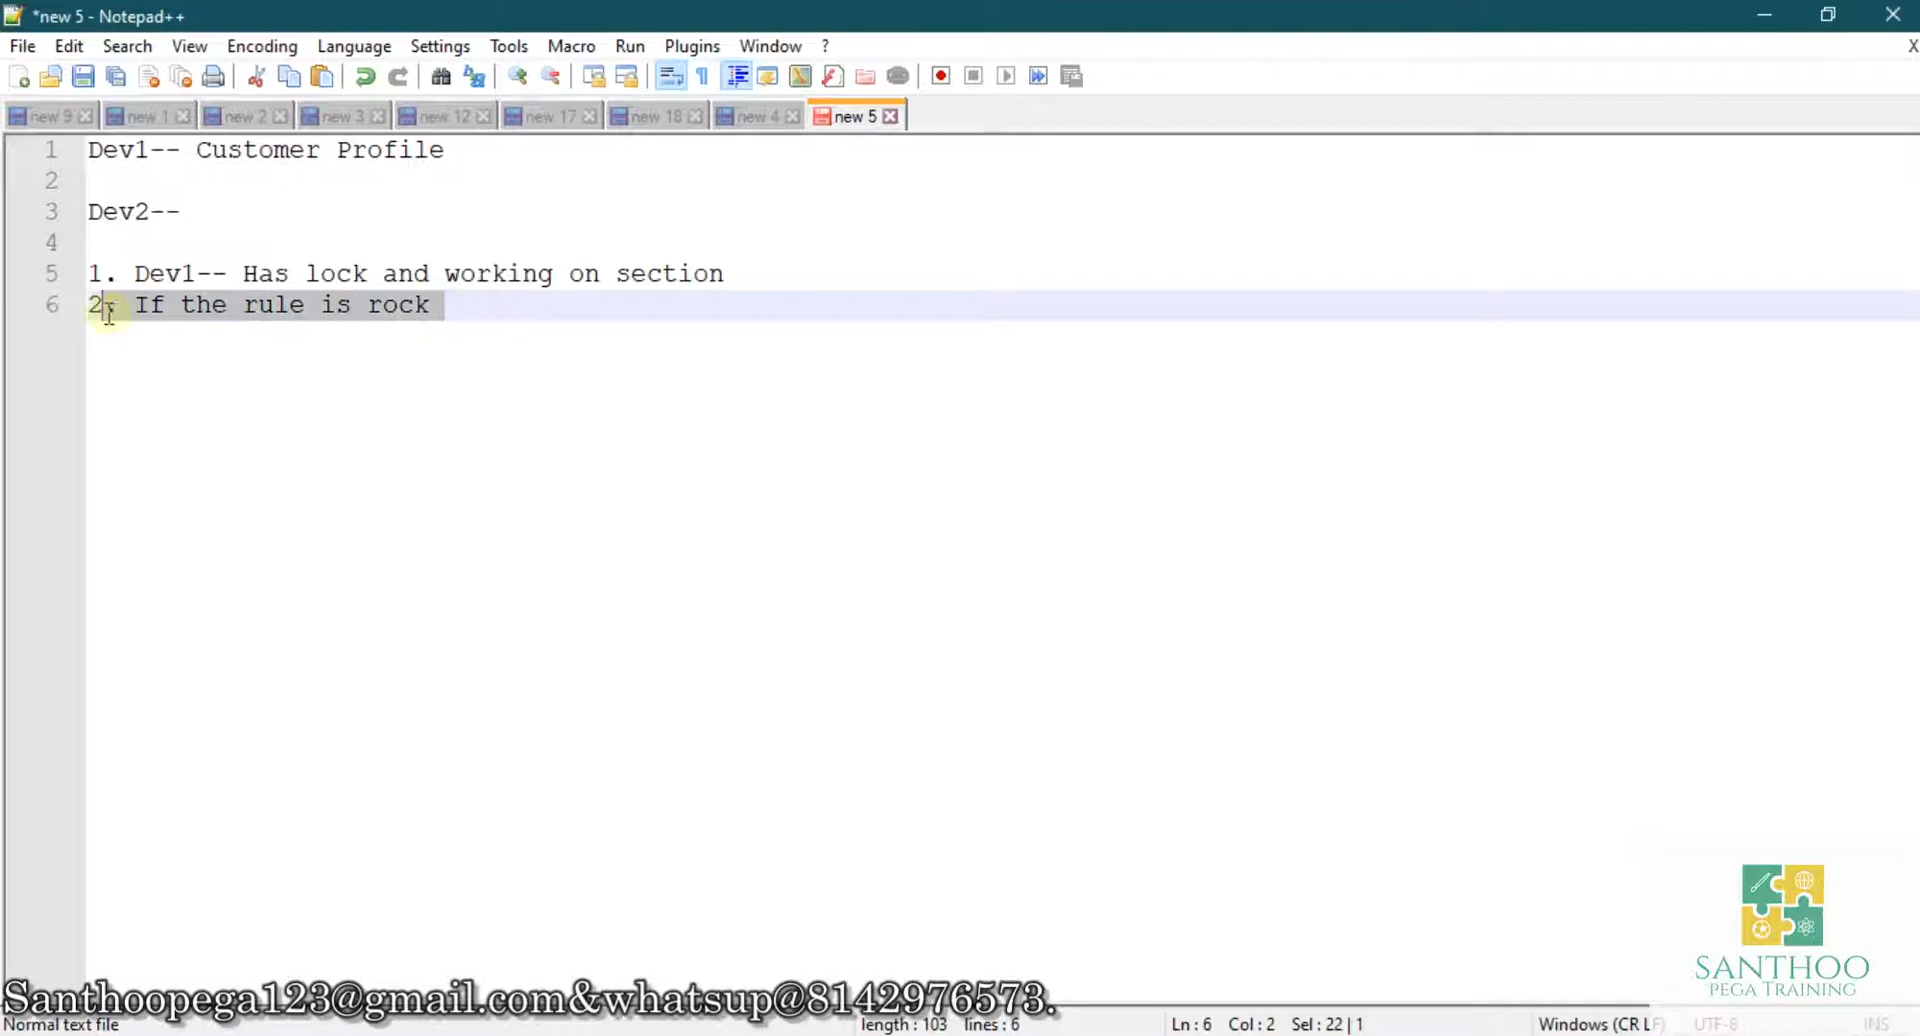 *new 5 - Notepad++
File Edit Search View Encoding Language Settings Tools Macro Run Plugins Window ? X
new 9 new 1 new 2 new 3 new 12 new 17 new 18 new 4 new 5
1 Dev1-- Customer Profile
2
3 Dev2--
4
5 1. Dev1-- Has lock and working on section
6 2. If the rule is rock
SANTHOO
PEGA TRAINING
Santhoopega123@gmail.com&whatsup@8142976573.
Normal text file length : 103 lines : 6 Ln : 6 Col : 2 Sel : 22 | 1 Windows (CR LF) UTF-8 INS